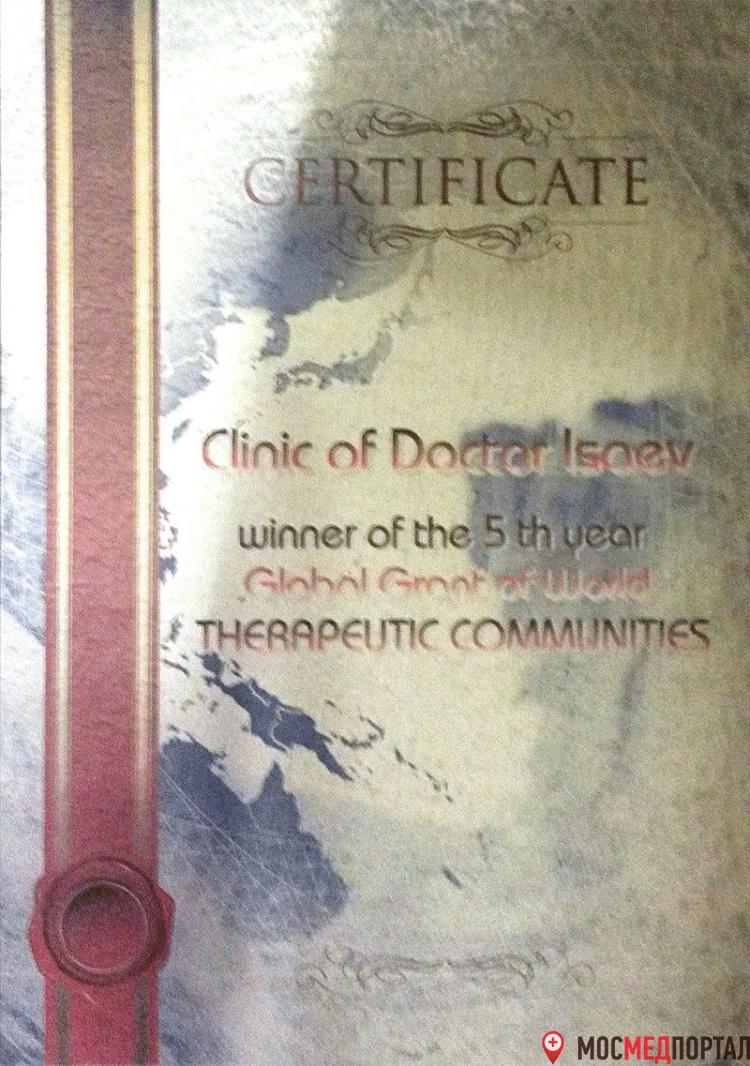 CERTIFICATE
Clinic of Doctor Isaev
winner of the 5 th year
Global Grant of World
THERAPEUTIC COMMUNITIES
МОСМЕДПОРТАЛ